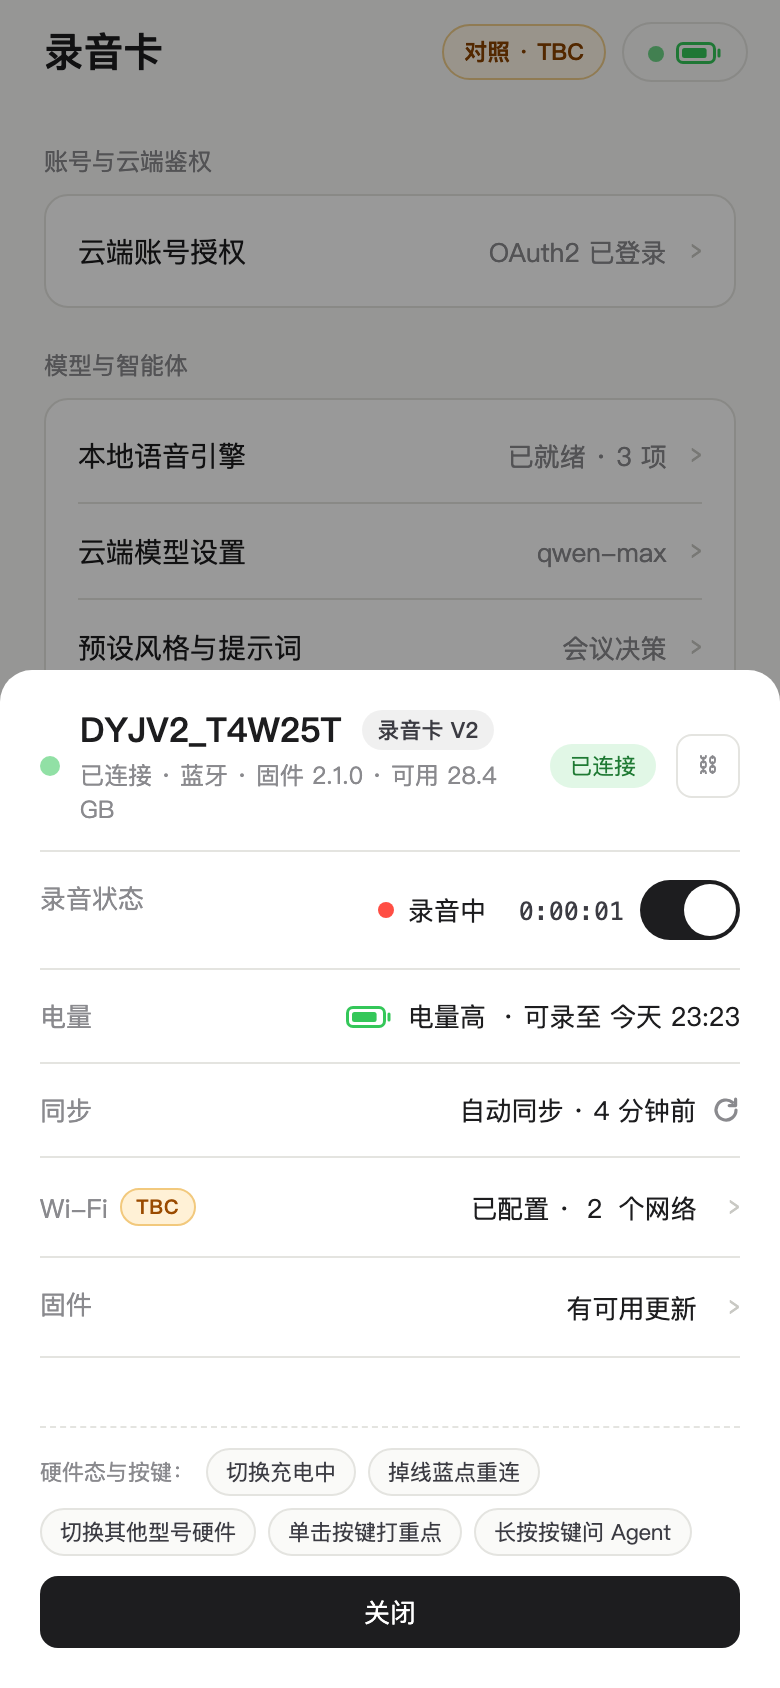 录音卡
对照 · TBC
账号与云端鉴权
云端账号授权 OAuth2 已登录
模型与智能体
本地语音引擎 已就绪 · 3 项
云端模型设置 qwen-max
预设风格与提示词 会议决策
DYJV2_T4W25T 录音卡 V2
已连接 · 蓝牙 · 固件 2.1.0 · 可用 28.4
GB
已连接
录音状态 录音中 0:00:01
电量 电量高 · 可录至 今天 23:23
同步 自动同步 · 4 分钟前
Wi-Fi TBC 已配置 · 2 个网络
固件 有可用更新
硬件态与按键: 切换充电中 掉线蓝点重连
切换其他型号硬件 单击按键打重点 长按按键问 Agent
关闭